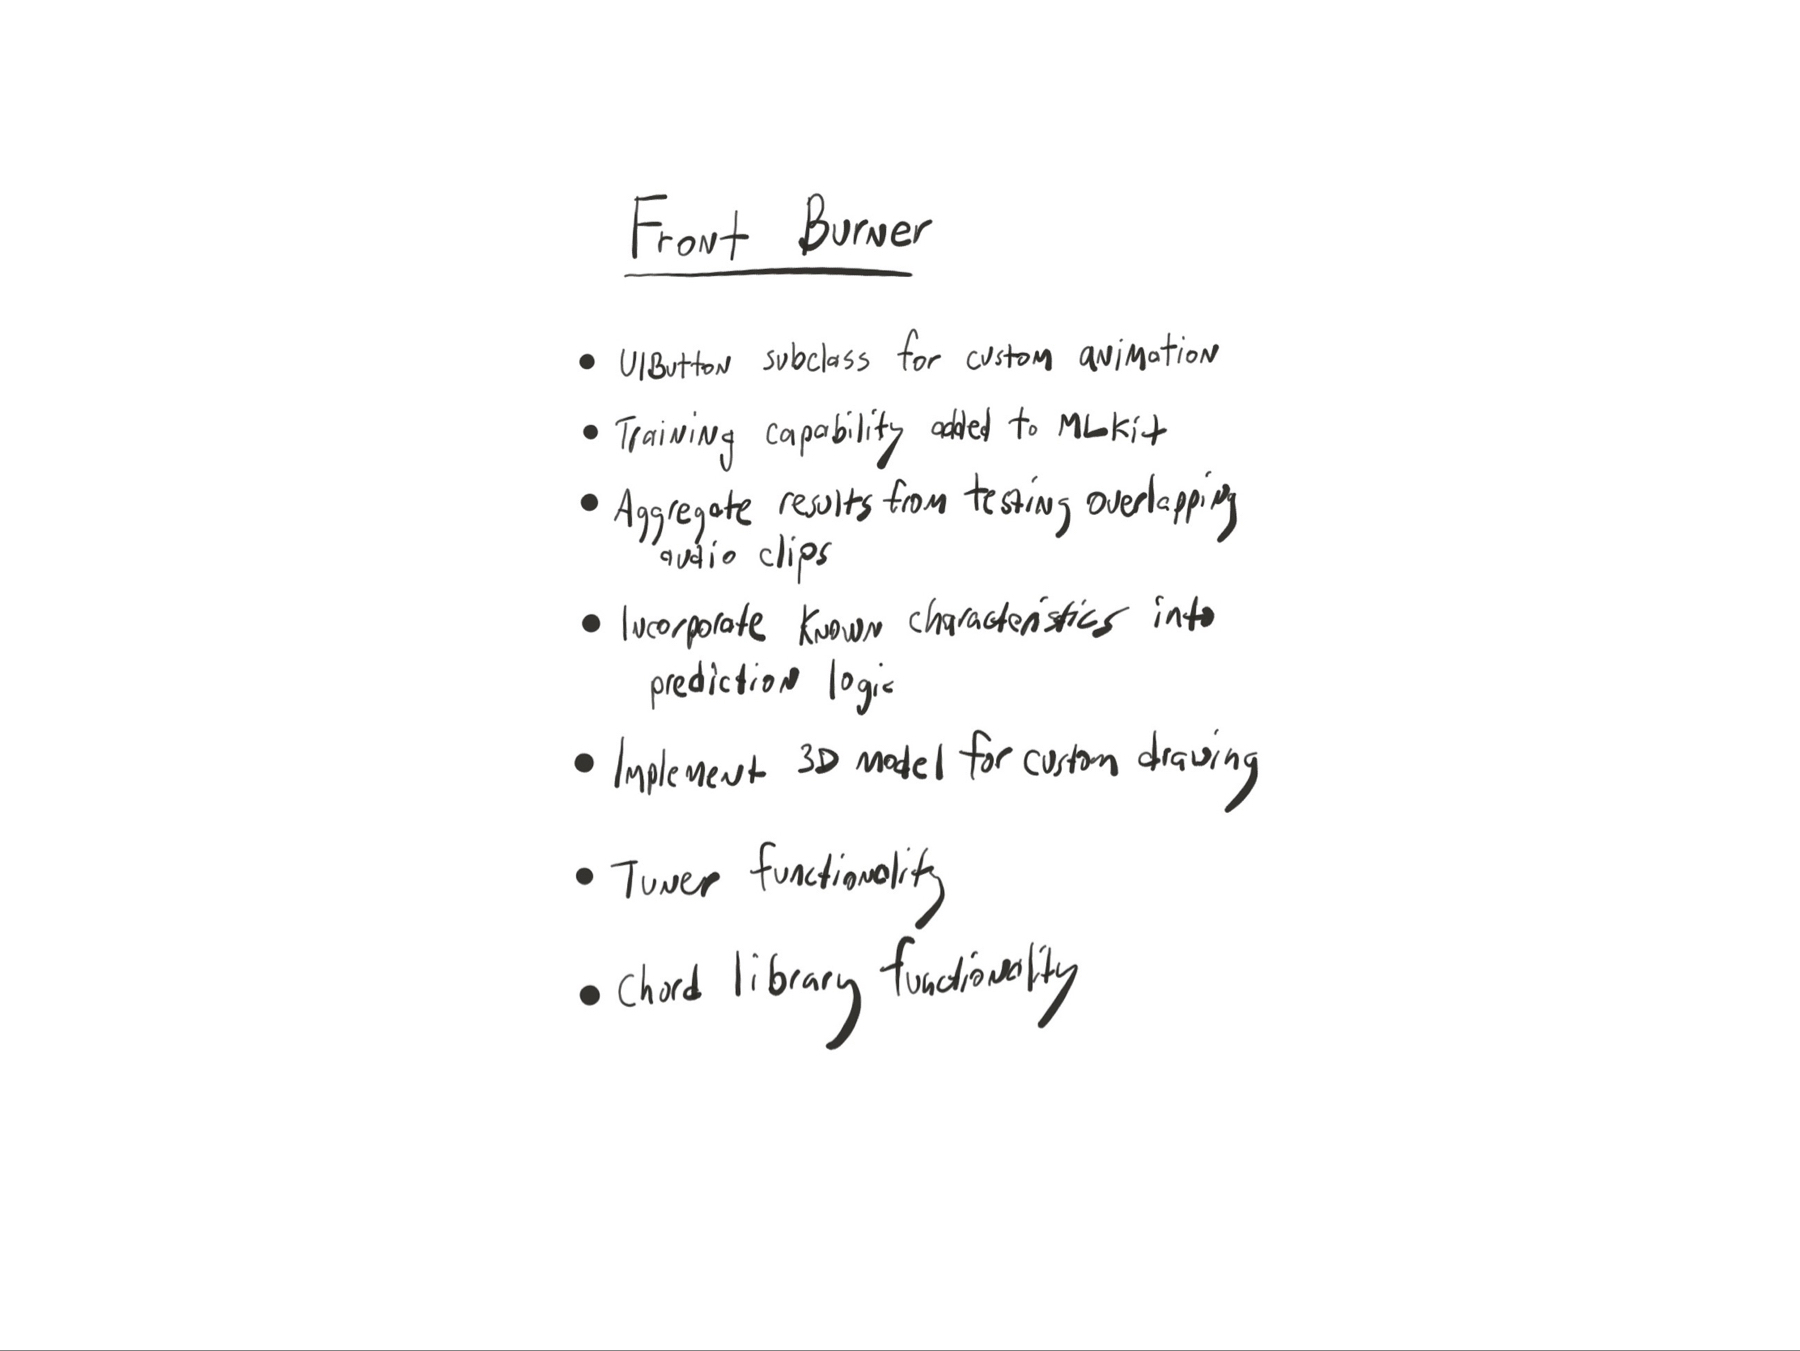 Front Burner
• UIButton subclass for custom animation
• Training capability added to MLKit
• Aggregate results from testing overlapping
audio clips
• Incorporate known characteristics into
prediction logic
• Implement 3D model for custom drawing
• Tuner functionality
• Chord library functionality